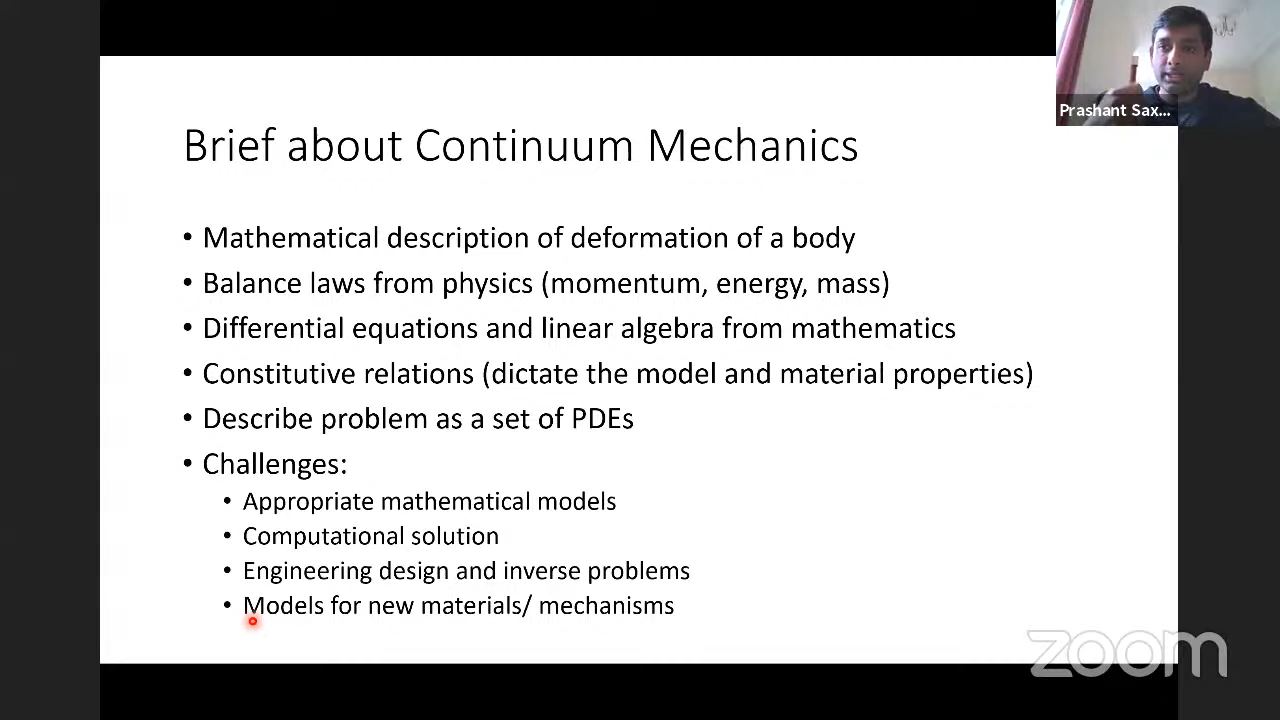 Prashant Sax...
Brief about Continuum Mechanics
• Mathematical description of deformation of a body
• Balance laws from physics (momentum, energy, mass)
• Differential equations and linear algebra from mathematics
• Constitutive relations (dictate the model and material properties)
• Describe problem as a set of PDEs
• Challenges:
• Appropriate mathematical models
• Computational solution
• Engineering design and inverse problems
• Models for new materials/ mechanisms
zoom